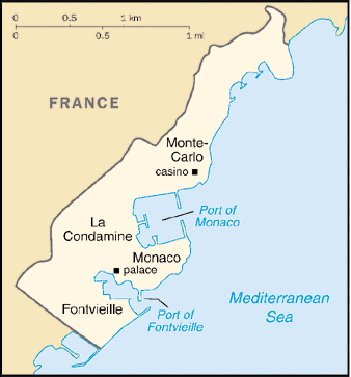 0 0.5 1 km
0 0.5 1 mi
FRANCE
Monte-
Carlo
casino
Port of
Monaco
La
Condamine
Monaco
palace
Fontvieille
Port of
Fontvieille
Mediterranean
Sea